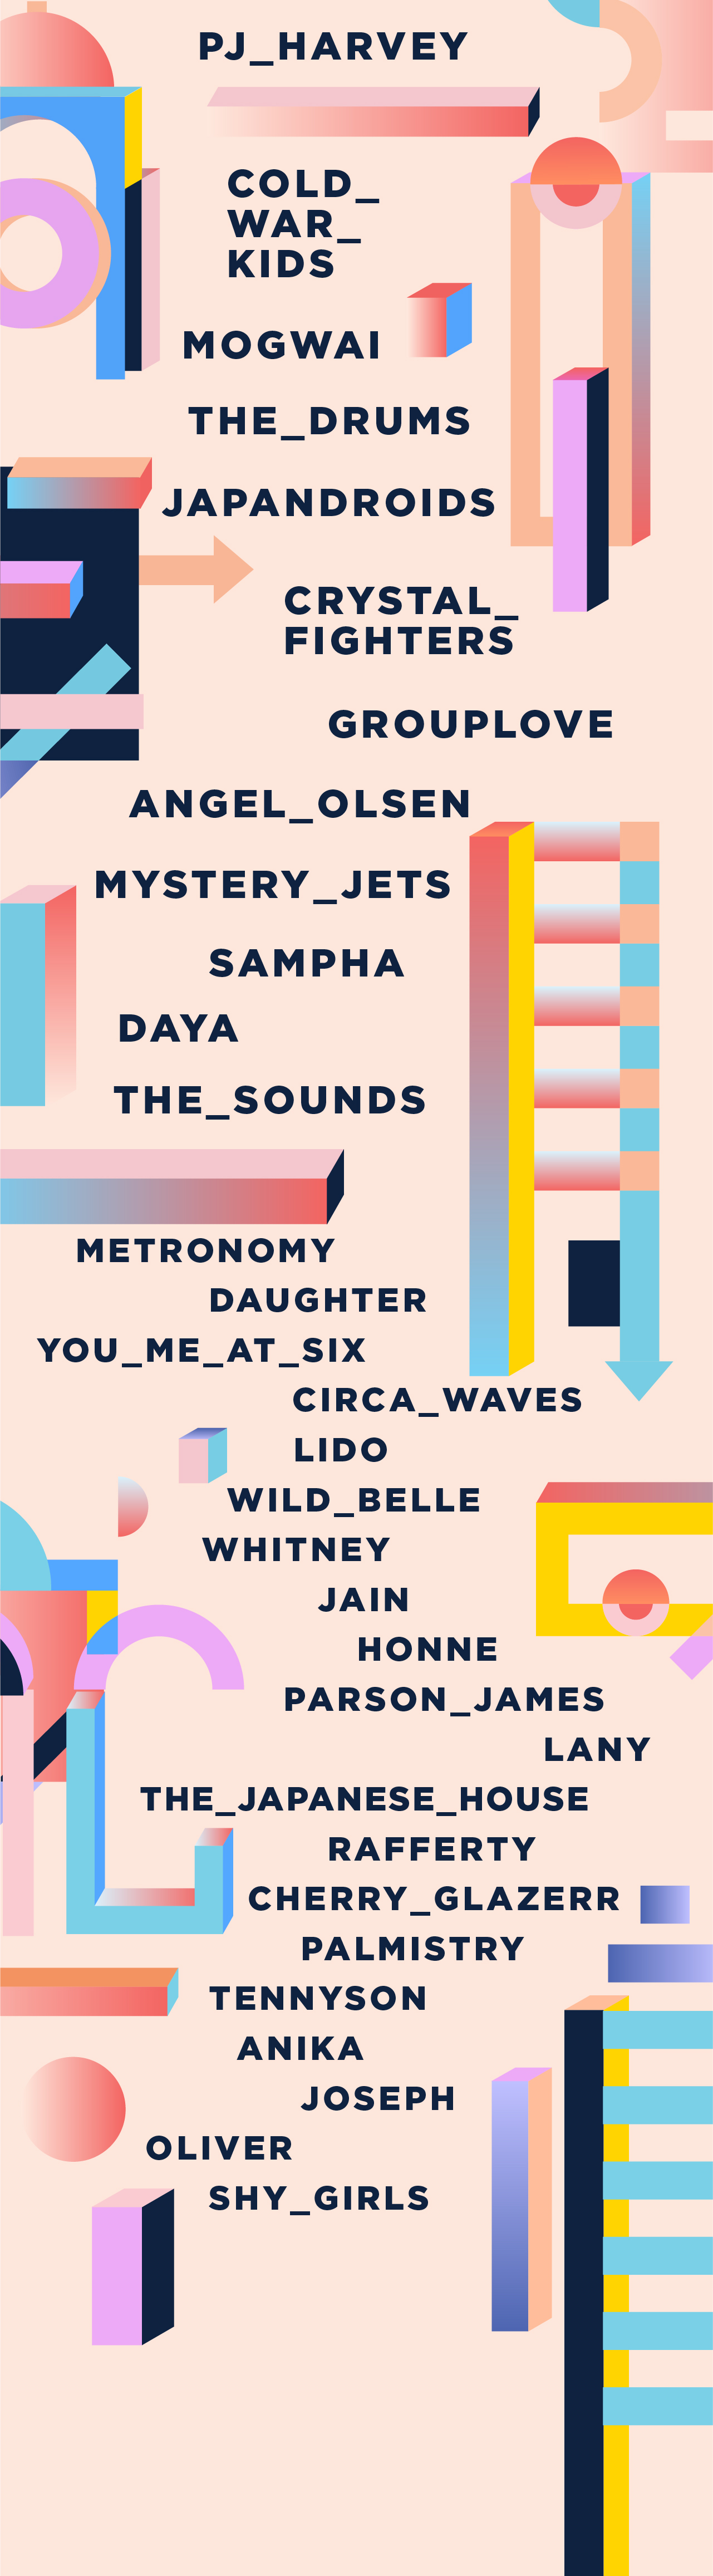 PJ_HARVEY
COLD_
WAR_
KIDS
MOGWAI
THE_DRUMS
JAPANDROIDS
CRYSTAL_
FIGHTERS
GROUPLOVE
ANGEL_OLSEN
MYSTERY_JETS
SAMPHA
DAYA
THE_SOUNDS
METRONOMY
DAUGHTER
YOU_ME_AT_SIX
CIRCA_WAVES
LIDO
WILD_BELLE
WHITNEY
JAIN
HONNE
PARSON_JAMES
LANY
THE_JAPANESE_HOUSE
RAFFERTY
CHERRY_GLAZERR
PALMISTRY
TENNYSON
ANIKA
JOSEPH
OLIVER
SHY_GIRLS